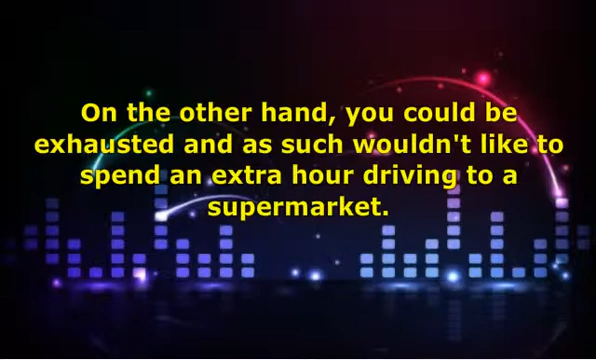 On the other hand, you could be
exhausted and as such wouldn't like to
spend an extra hour driving to a
supermarket.